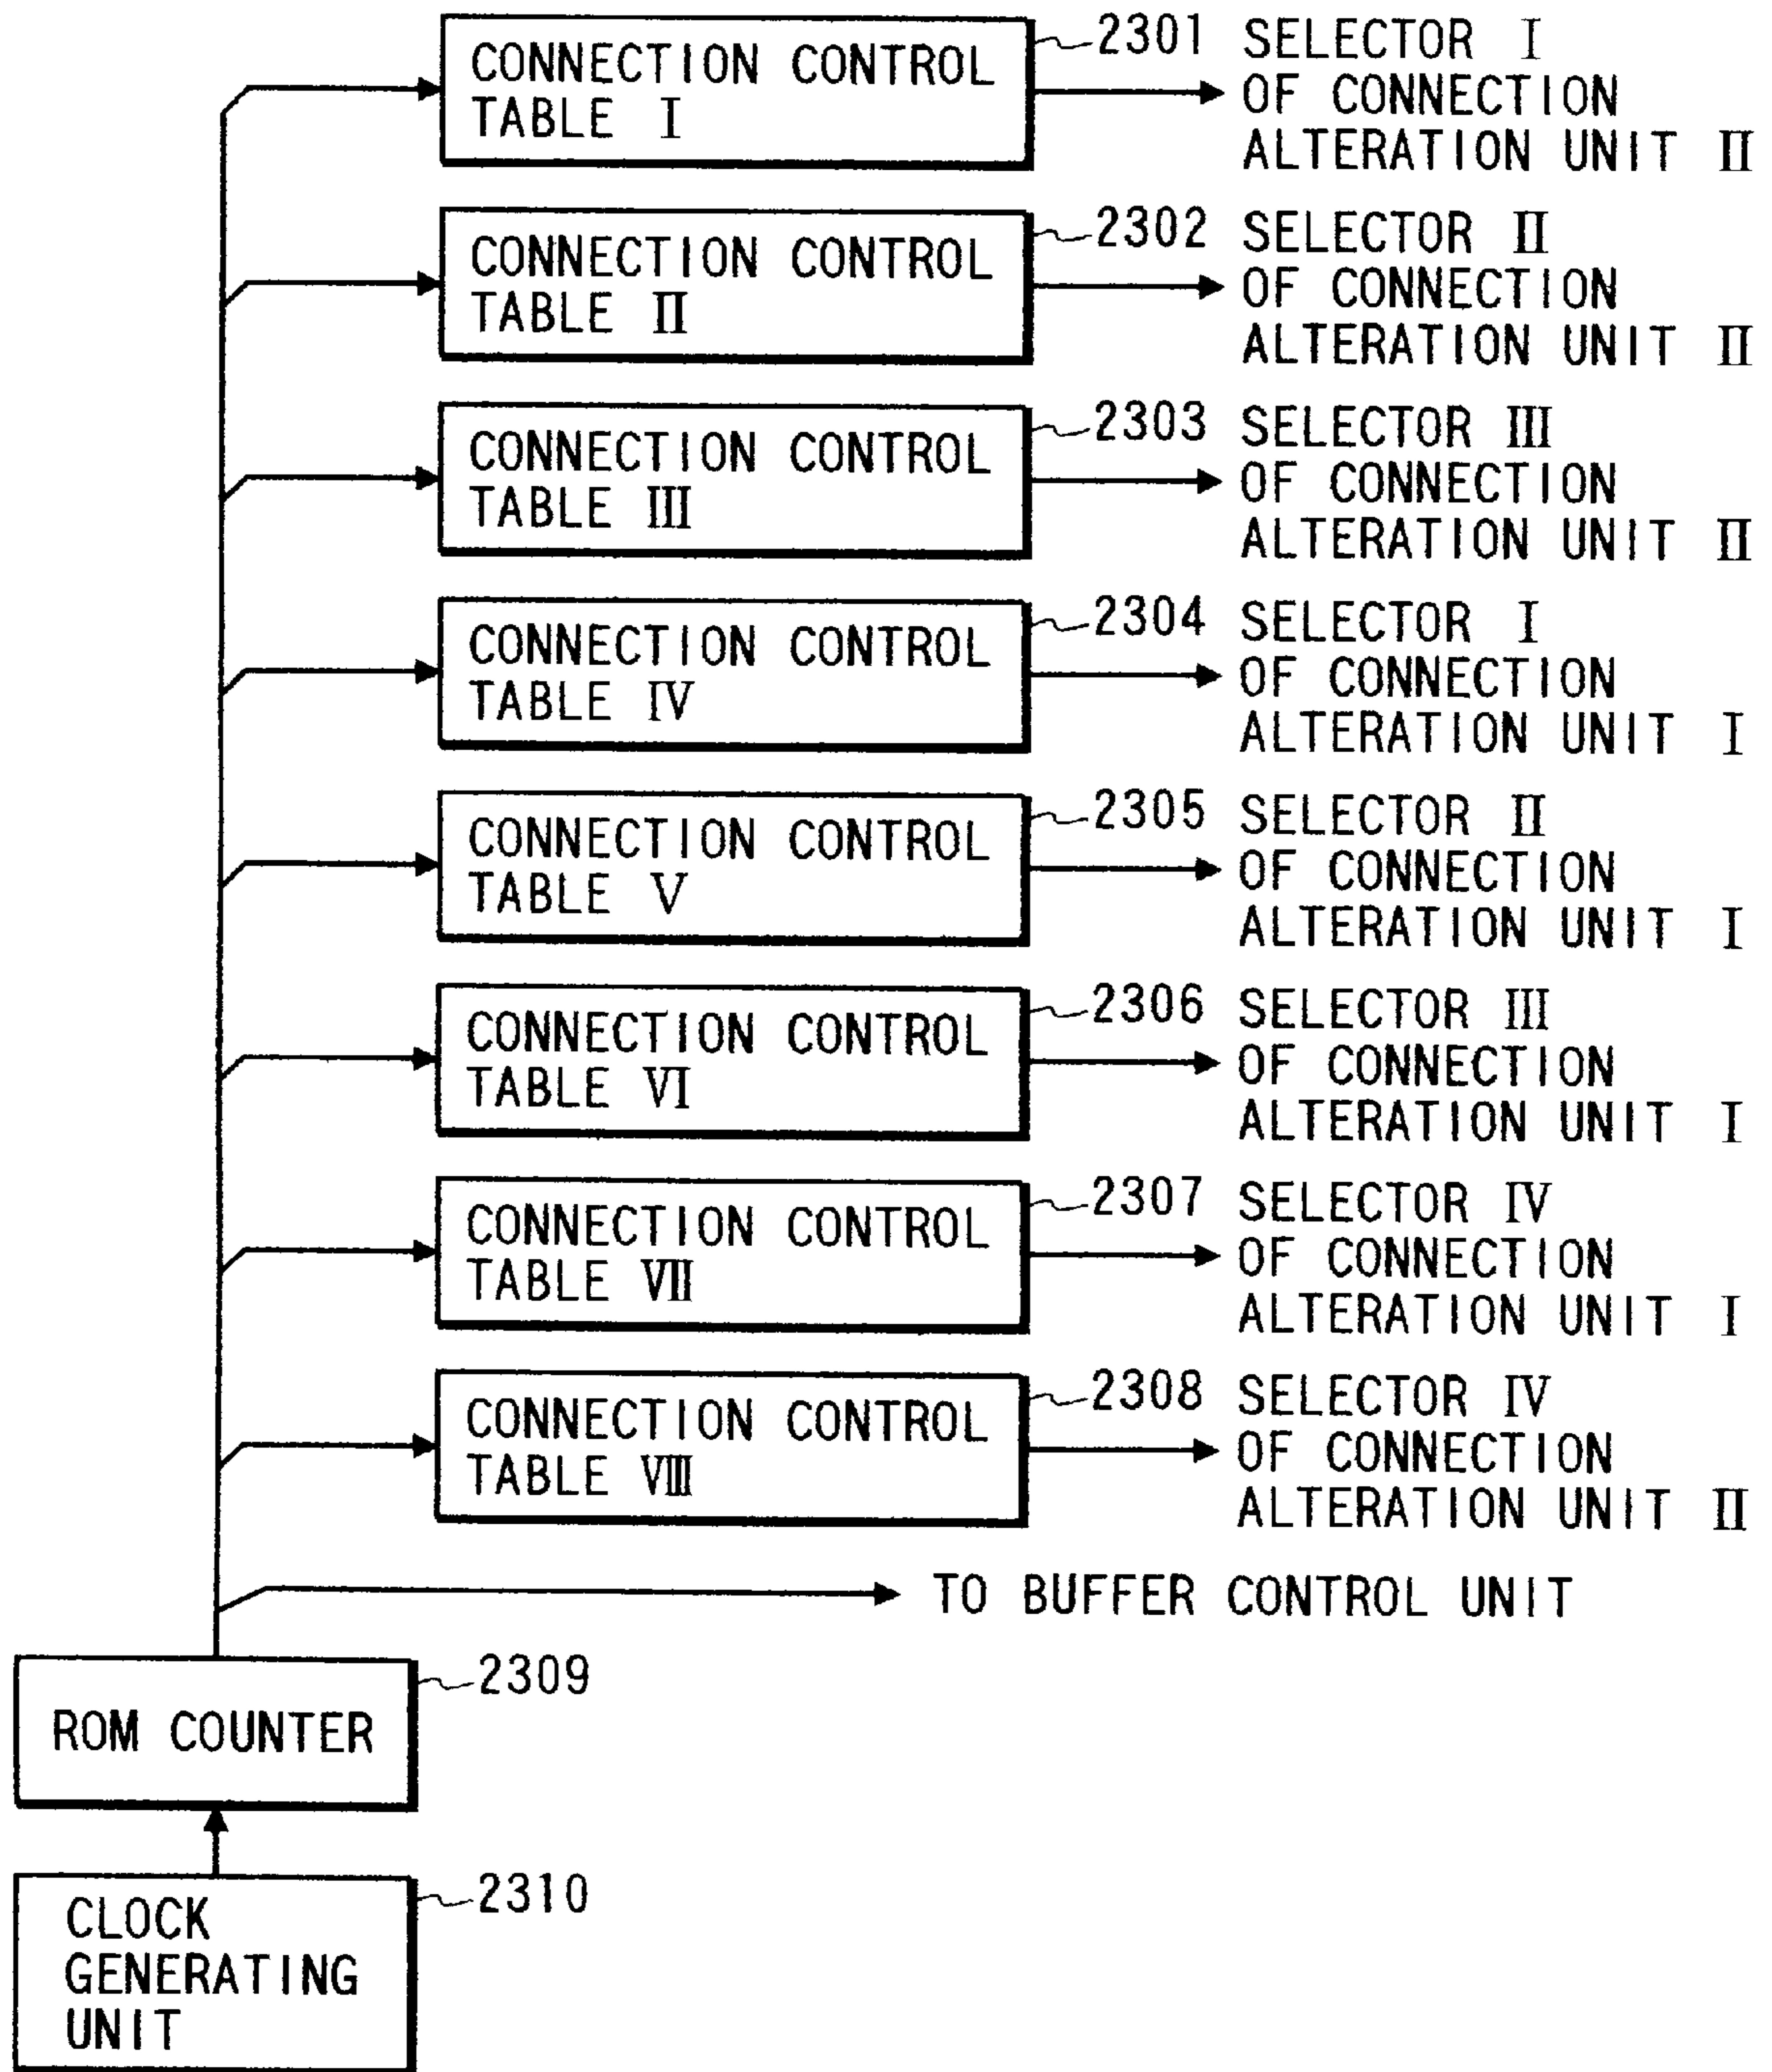 CONNECTION CONTROL
TABLE I
2301
SELECTOR I
OF CONNECTION
ALTERATION UNIT II
CONNECTION CONTROL
TABLE II
2302
SELECTOR II
OF CONNECTION
ALTERATION UNIT II
CONNECTION CONTROL
TABLE III
2303
SELECTOR III
OF CONNECTION
ALTERATION UNIT II
CONNECTION CONTROL
TABLE IV
2304
SELECTOR I
OF CONNECTION
ALTERATION UNIT I
CONNECTION CONTROL
TABLE V
2305
SELECTOR II
OF CONNECTION
ALTERATION UNIT I
CONNECTION CONTROL
TABLE VI
2306
SELECTOR III
OF CONNECTION
ALTERATION UNIT I
CONNECTION CONTROL
TABLE VII
2307
SELECTOR IV
OF CONNECTION
ALTERATION UNIT I
CONNECTION CONTROL
TABLE VIII
2308
SELECTOR IV
OF CONNECTION
ALTERATION UNIT II
TO BUFFER CONTROL UNIT
ROM COUNTER
2309
CLOCK
GENERATING
UNIT
2310